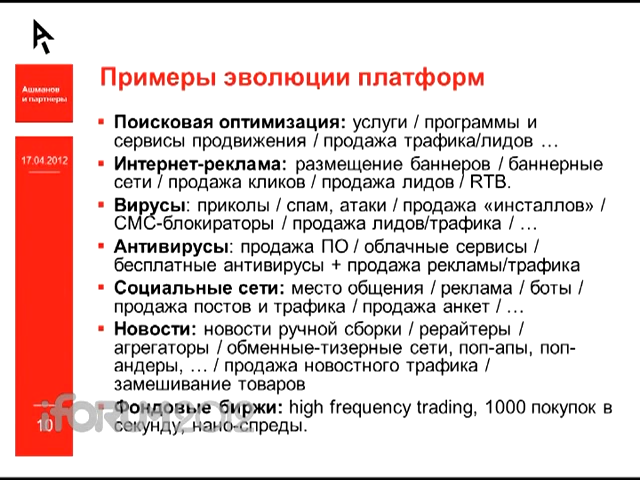 Ашманов
и партнеры
17.04.2012
Примеры эволюции платформ
Поисковая оптимизация: услуги / программы и
сервисы продвижения / продажа трафика/лидов …
Интернет-реклама: размещение баннеров / баннерные
сети / продажа кликов / продажа лидов / RTB.
Вирусы: приколы / спам, атаки / продажа «инсталлов» /
СМС-блокираторы / продажа лидов/трафика / …
Антивирусы: продажа ПО / облачные сервисы /
бесплатные антивирусы + продажа рекламы/трафика
Социальные сети: место общения / реклама / боты /
продажа постов и трафика / продажа анкет / …
Новости: новости ручной сборки / рерайтеры /
агрегаторы / обменные-тизерные сети, поп-апы, поп-
андеры, … / продажа новостного трафика /
замешивание товаров
Фондовые биржи: high frequency trading, 1000 покупок в
секунду, нано-спреды.
10
iFORUM2012